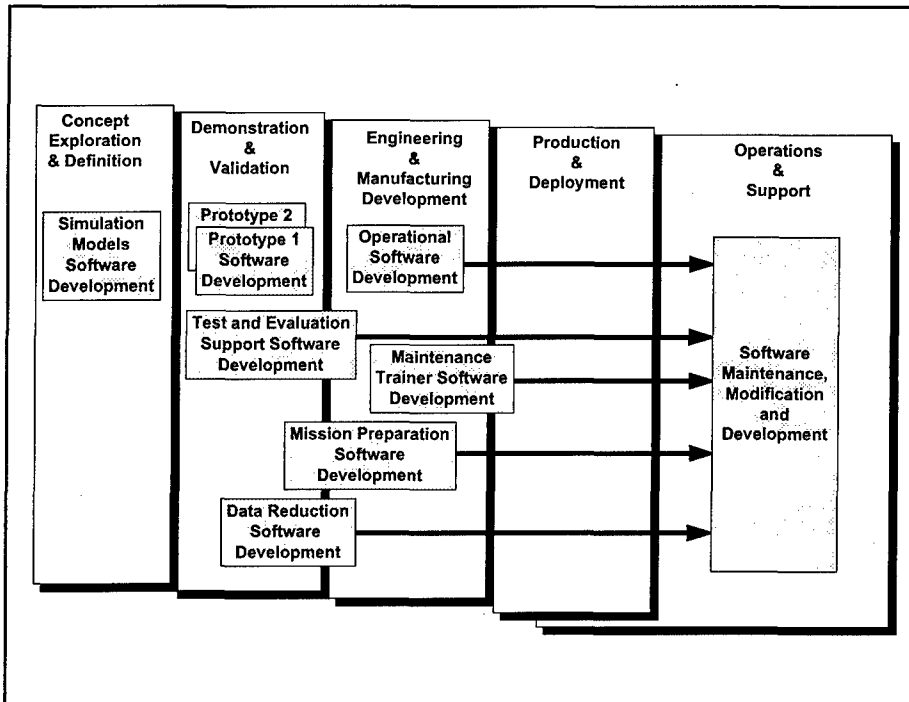 Concept
Exploration
& Definition
Demonstration
&
Validation
Engineering
&
Manufacturing
Development
Production
&
Deployment
Operations
&
Support
Simulation
Models
Software
Development
Prototype 2
Prototype 1
Software
Development
Operational
Software
Development
Test and Evaluation
Support Software
Development
Maintenance
Trainer Software
Development
Mission Preparation
Software
Development
Data Reduction
Software
Development
Software
Maintenance,
Modification
and
Development